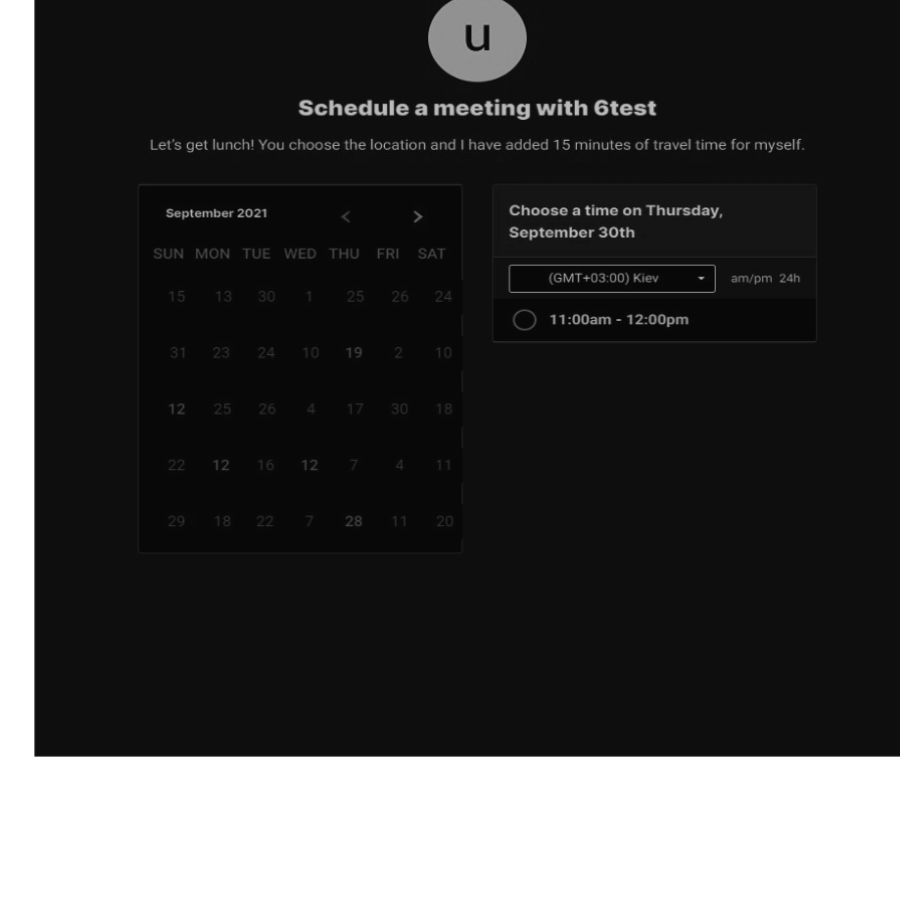 u
Schedule a meeting with 6test
Let's get lunch! You choose the location and I have added 15 minutes of travel time for myself.
September 2021 < >
SUN MON TUE WED THU FRI SAT
15 13 30 1 25 26 24
31 23 24 10 19 2 10
12 25 26 4 17 30 18
22 12 16 12 7 4 11
29 18 22 7 28 11 20
Choose a time on Thursday,
September 30th
(GMT+03:00) Kiev am/pm 24h
11:00am - 12:00pm